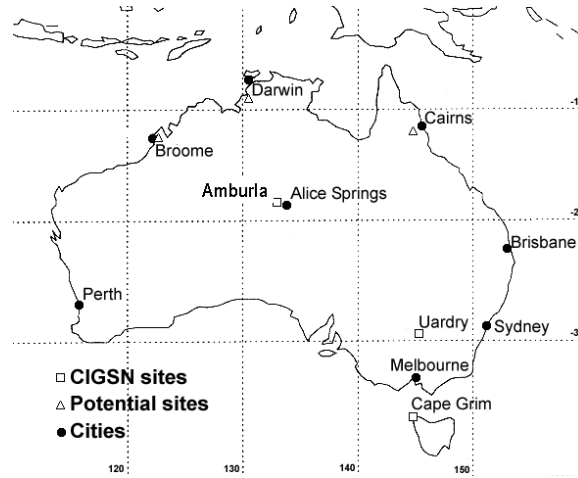 Darwin
-1
Cairns
Broome
Amburla
Alice Springs
-2
Brisbane
Perth
Uardry
Sydney
-3
Melbourne
CIGSN sites
Potential sites
Cape Grim
Cities
120
130
140
150